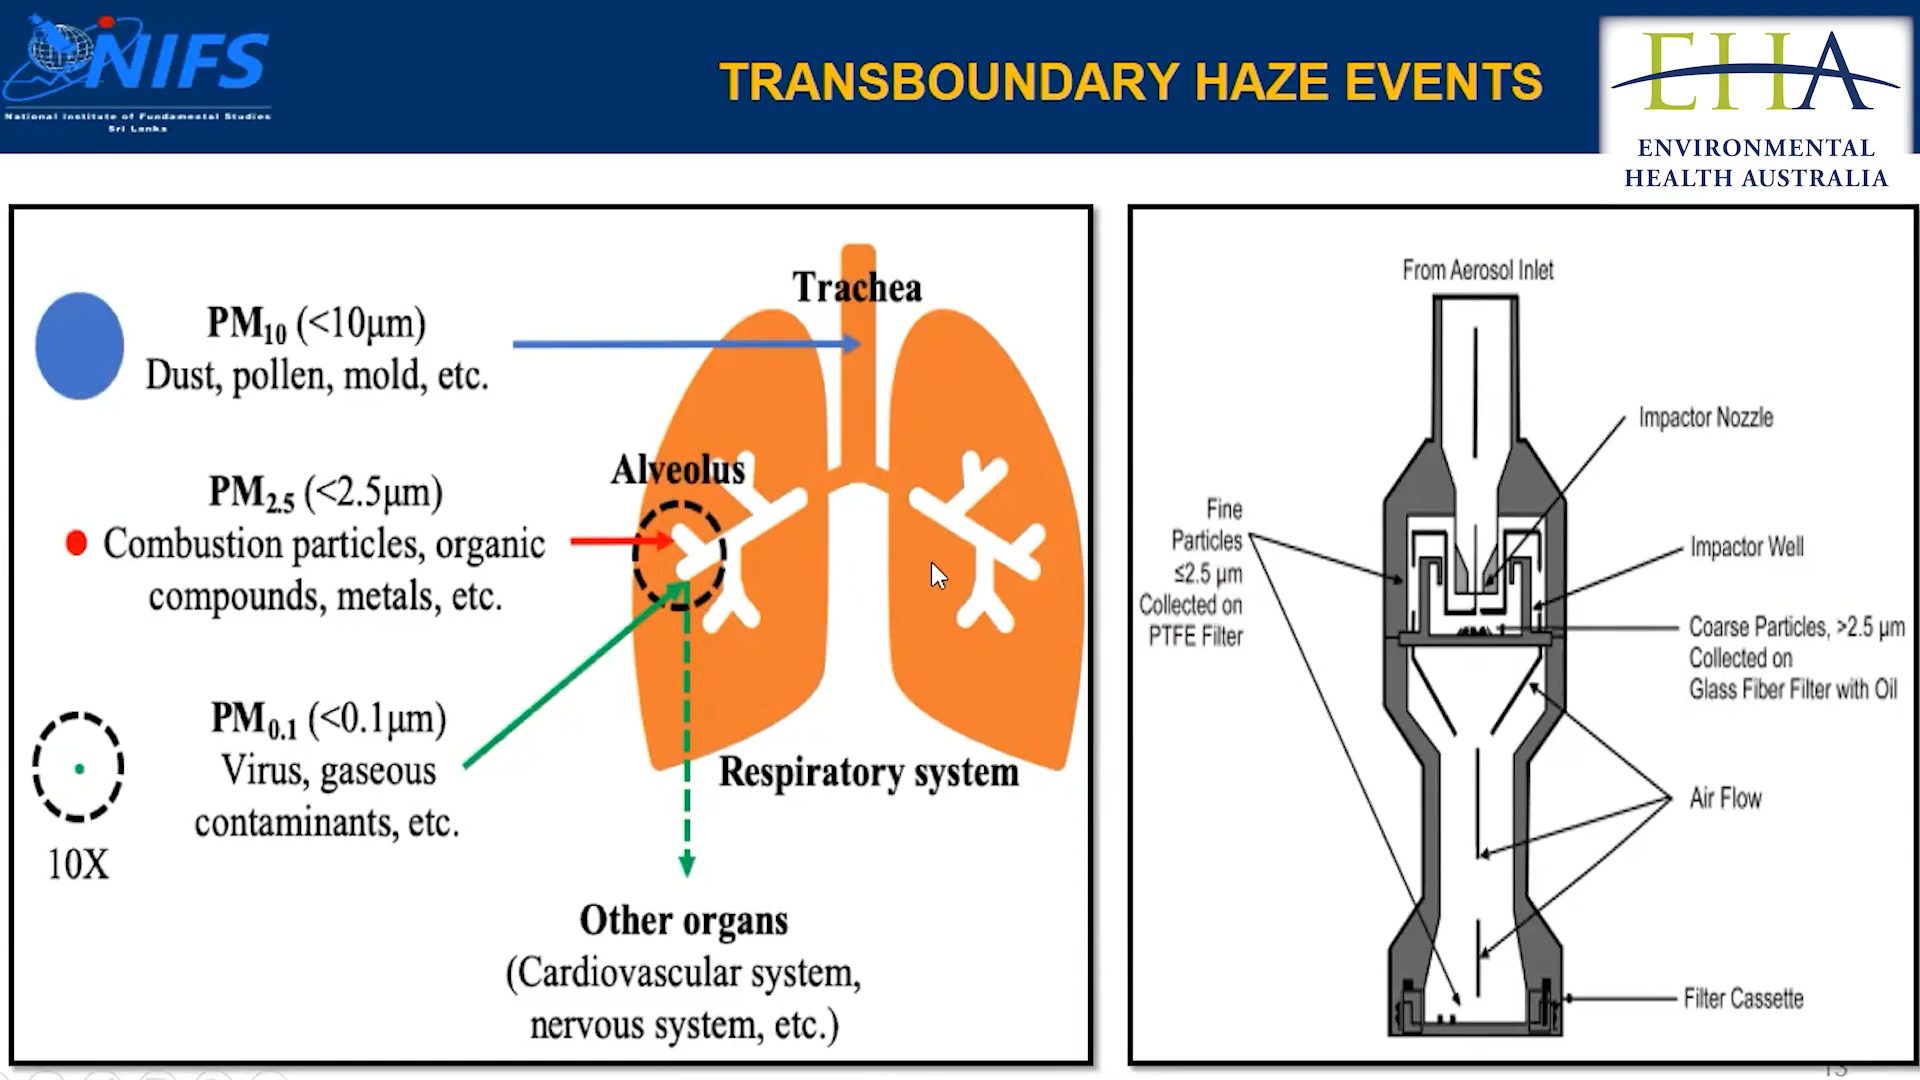 NIFS
National Institute of Fundamental Studies
Sri Lanka
TRANSBOUNDARY HAZE EVENTS
EHA
ENVIRONMENTAL
HEALTH AUSTRALIA
Trachea
PM10 (<10μm)
Dust, pollen, mold, etc.
Alveolus
PM2.5 (<2.5μm)
Combustion particles, organic
compounds, metals, etc.
PM0.1 (<0.1μm)
Virus, gaseous
contaminants, etc.
10X
Respiratory system
Other organs
(Cardiovascular system,
nervous system, etc.)
From Aerosol Inlet
Impactor Nozzle
Fine
Particles
≤2.5 μm
Collected on
PTFE Filter
Impactor Well
Coarse Particles, >2.5 μm
Collected on
Glass Fiber Filter with Oil
Air Flow
Filter Cassette